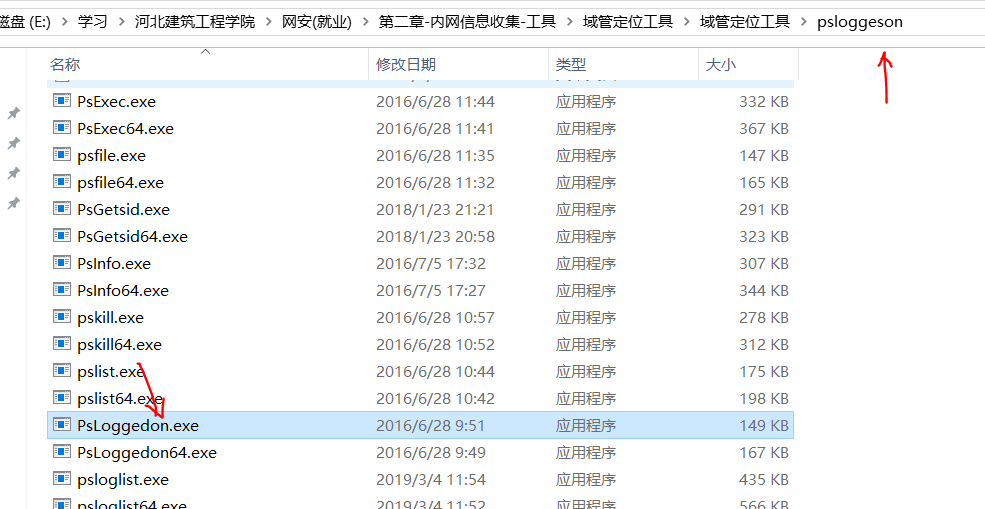 磁盘 (E:) > 学习 > 河北建筑工程学院 > 网安(就业) > 第二章-内网信息收集-工具 > 域管定位工具 > 域管定位工具 > psloggeson
名称 修改日期 类型 大小
PsExec.exe 2016/6/28 11:44 应用程序 332 KB
PsExec64.exe 2016/6/28 11:41 应用程序 367 KB
psfile.exe 2016/6/28 11:35 应用程序 147 KB
psfile64.exe 2016/6/28 11:32 应用程序 165 KB
PsGetsid.exe 2018/1/23 21:21 应用程序 291 KB
PsGetsid64.exe 2018/1/23 20:58 应用程序 323 KB
PsInfo.exe 2016/7/5 17:32 应用程序 307 KB
PsInfo64.exe 2016/7/5 17:27 应用程序 344 KB
pskill.exe 2016/6/28 10:57 应用程序 278 KB
pskill64.exe 2016/6/28 10:52 应用程序 312 KB
pslist.exe 2016/6/28 10:44 应用程序 175 KB
pslist64.exe 2016/6/28 10:42 应用程序 198 KB
PsLoggedon.exe 2016/6/28 9:51 应用程序 149 KB
PsLoggedon64.exe 2016/6/28 9:49 应用程序 167 KB
psloglist.exe 2019/3/4 11:54 应用程序 435 KB
psloglist64.exe 2019/3/4 11:52 应用程序 566 KB